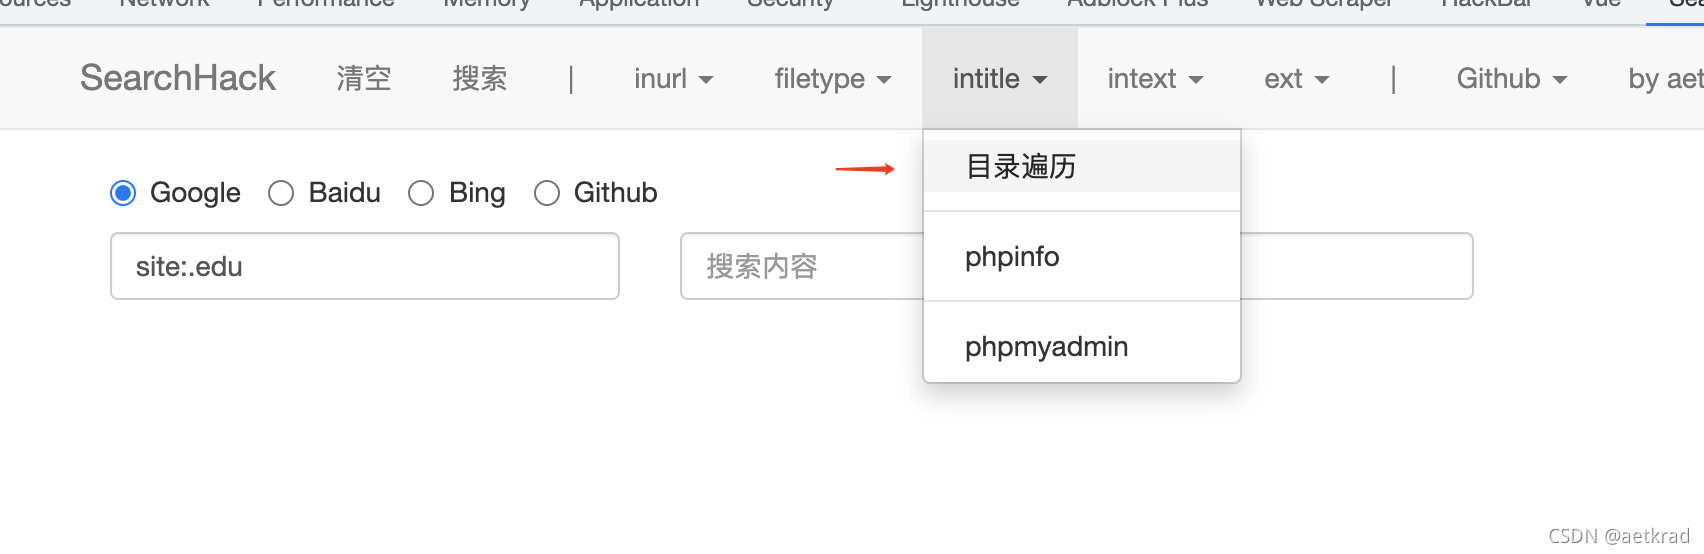 Network Performance Memory Application Security Lighthouse Adblock Plus Web Scraper HackBar Vue
SearchHack 清空 搜索 | inurl filetype intitle intext ext | Github by aet
目录遍历
Google Baidu Bing Github
site:.edu 搜索内容
phpinfo
phpmyadmin
CSDN @aetkrad